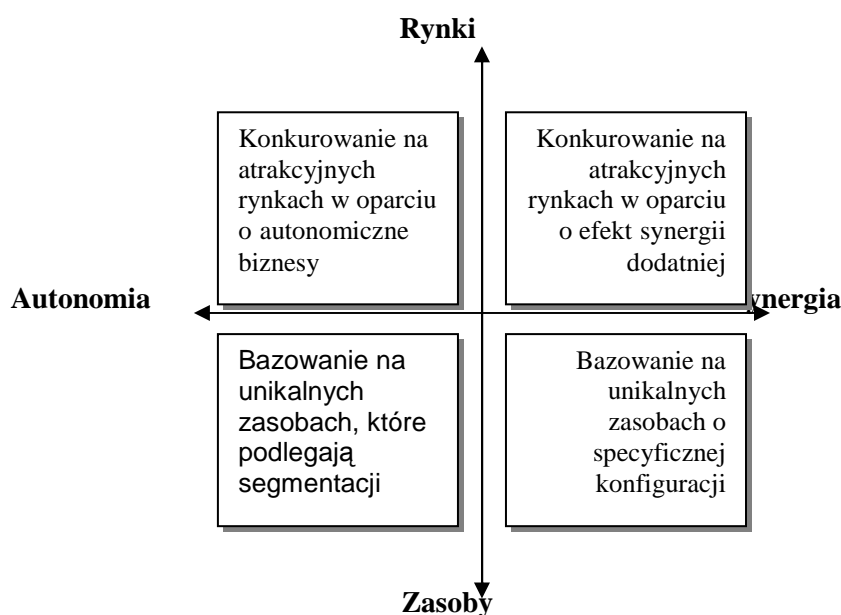 Rynki
Konkurowanie na
atrakcyjnych
rynkach w oparciu
o autonomiczne
biznesy
Konkurowanie na
atrakcyjnych
rynkach w oparciu
o efekt synergii
dodatniej
Autonomia
ynergia
Bazowanie na
unikalnych
zasobach, które
podlegają
segmentacji
Bazowanie na
unikalnych
zasobach o
specyficznej
konfiguracji
Zasoby